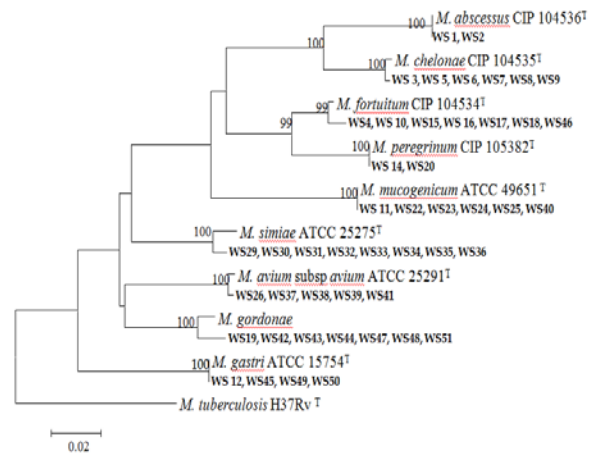 100 M. abscessus CIP 104536T
WS 1, WS2
100
100 M. chelonae CIP 104535T
WS 3, WS 5, WS 6, WS7, WS8, WS9
99 M. fortuitum CIP 104534T
WS4, WS 10, WS15, WS 16, WS17, WS18, WS46
99
100 M. peregrinum CIP 105382T
WS 14, WS20
100 M. mucogenicum ATCC 49651 T
WS 11, WS22, WS23, WS24, WS25, WS40
100 M. simiae ATCC 25275T
WS29, WS30, WS31, WS32, WS33, WS34, WS35, WS36
100 M. avium subsp avium ATCC 25291T
WS26, WS37, WS38, WS39, WS41
100 M. gordonae
WS19, WS42, WS43, WS44, WS47, WS48, WS51
100 M. gastri ATCC 15754T
WS 12, WS45, WS49, WS50
M. tuberculosis H37Rv T
0.02